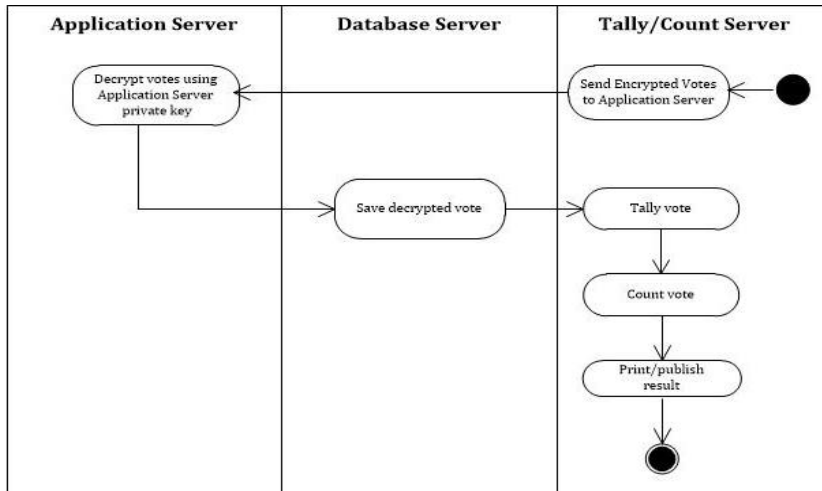 Application Server
Database Server
Tally/Count Server
Decrypt votes using
Application Server
private key
Send Encrypted Votes
to Application Server
Save decrypted vote
Tally vote
Count vote
Print/publish
result